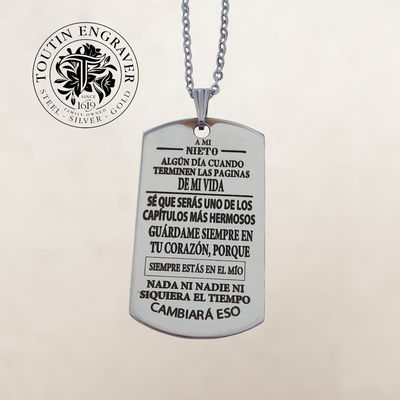 TOUTIN ENGRAVER
SINCE
1619
FAMILY-OWNED
STEEL · SILVER · GOLD
A MI
NIETO
ALGÚN DÍA CUANDO
TERMINEN LAS PAGINAS
DE MI VIDA
SÉ QUE SERÁS UNO DE LOS
CAPÍTULOS MÁS HERMOSOS
GUÁRDAME SIEMPRE EN
TU CORAZÓN, PORQUE
SIEMPRE ESTÁS EN EL MÍO
NADA NI NADIE NI
SIQUIERA EL TIEMPO
CAMBIARÁ ESO